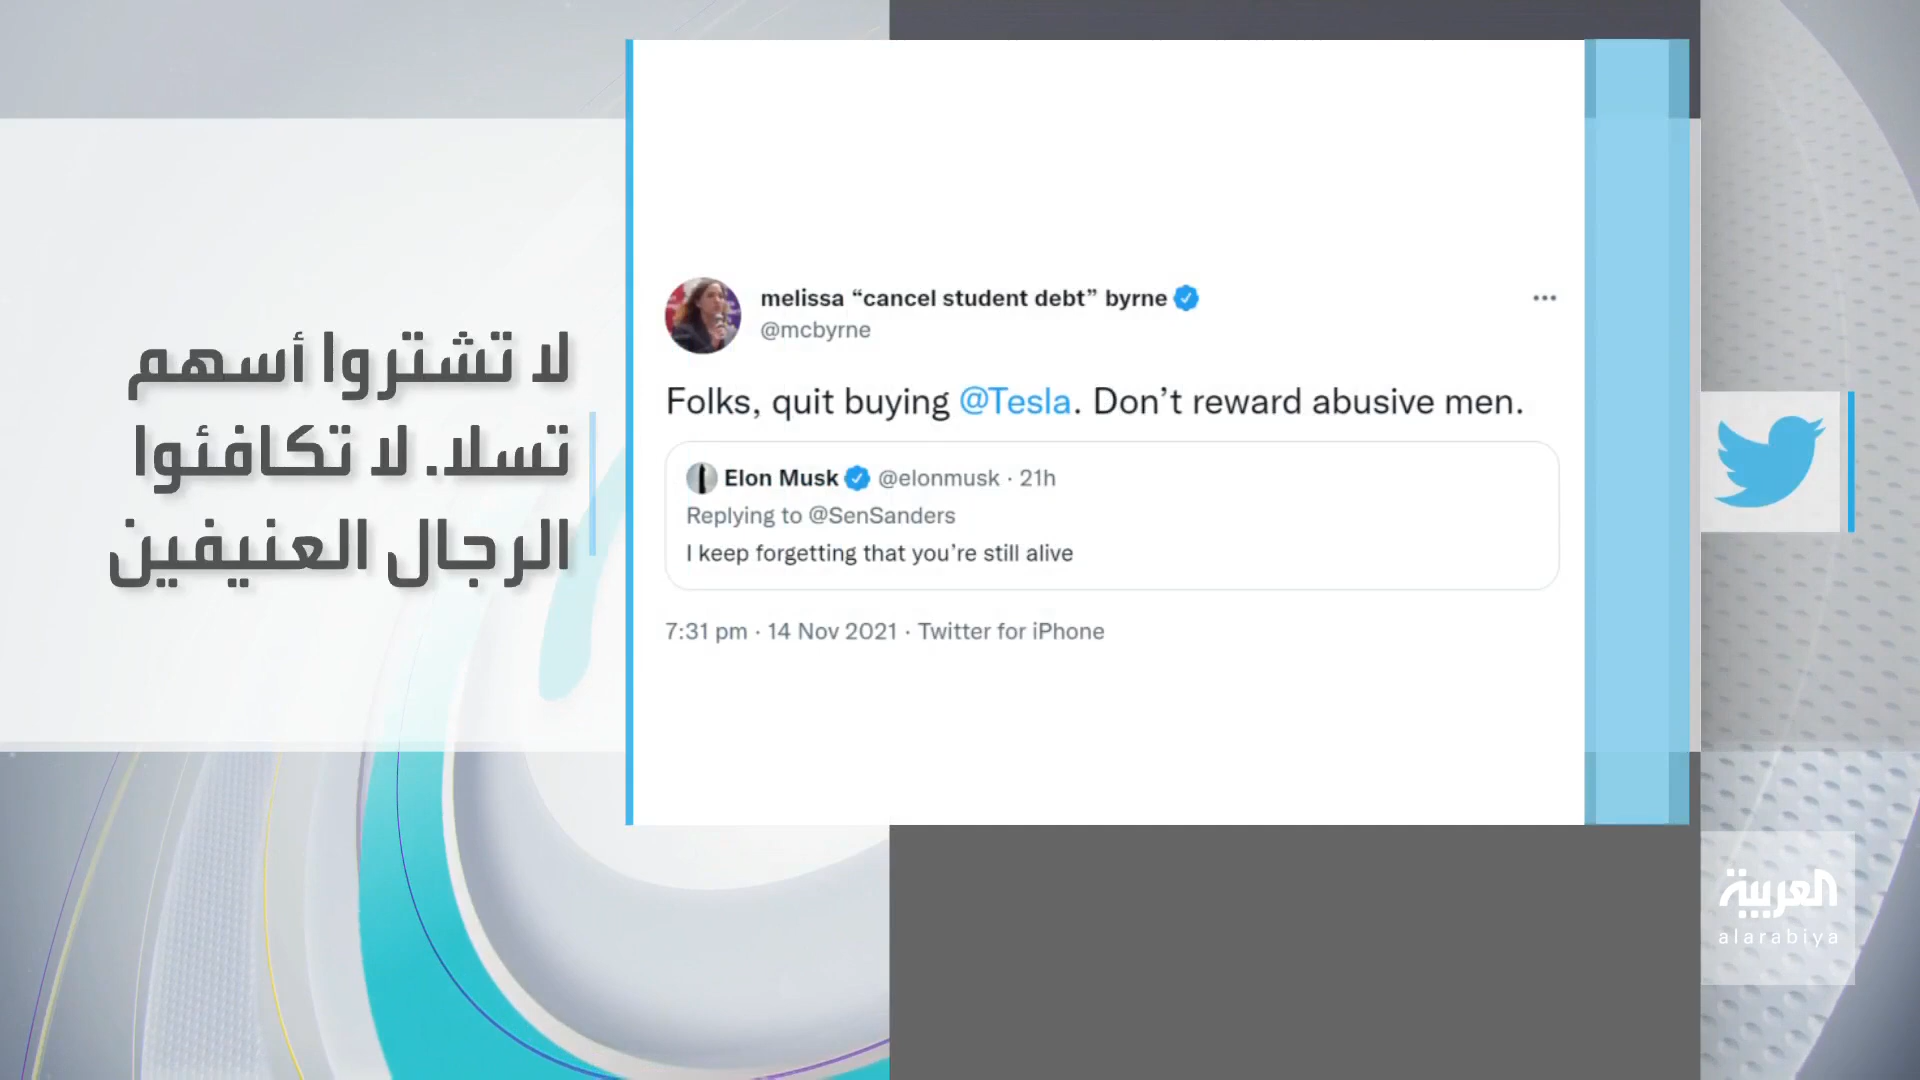 لا تشتروا أسهم
تسلا. لا تكافئوا
الرجال العنيفين
melissa “cancel student debt” byrne
@mcbyrne
Folks, quit buying @Tesla. Don’t reward abusive men.
Elon Musk @elonmusk · 21h
Replying to @SenSanders
I keep forgetting that you’re still alive
7:31 pm · 14 Nov 2021 · Twitter for iPhone
العربية
alarabiya